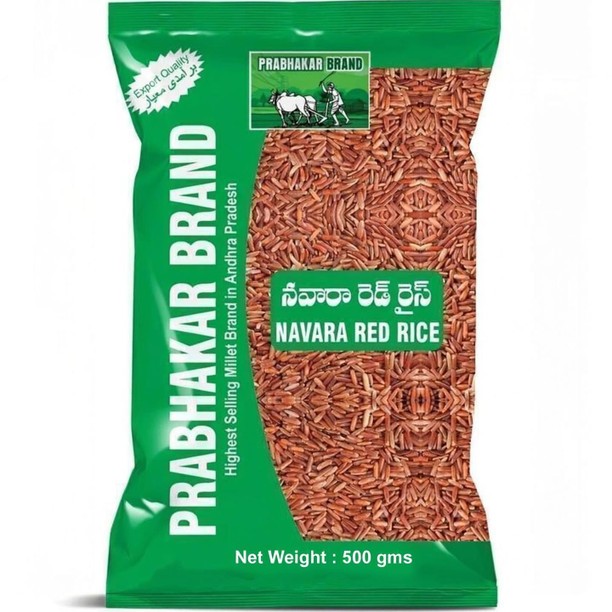 Export Quality
برآمدی معیار
PRABHAKAR BRAND
PRABHAKAR BRAND
Highest Selling Millet Brand in Andhra Pradesh
నవారా రెడ్ రైస్
NAVARA RED RICE
Net Weight : 500 gms